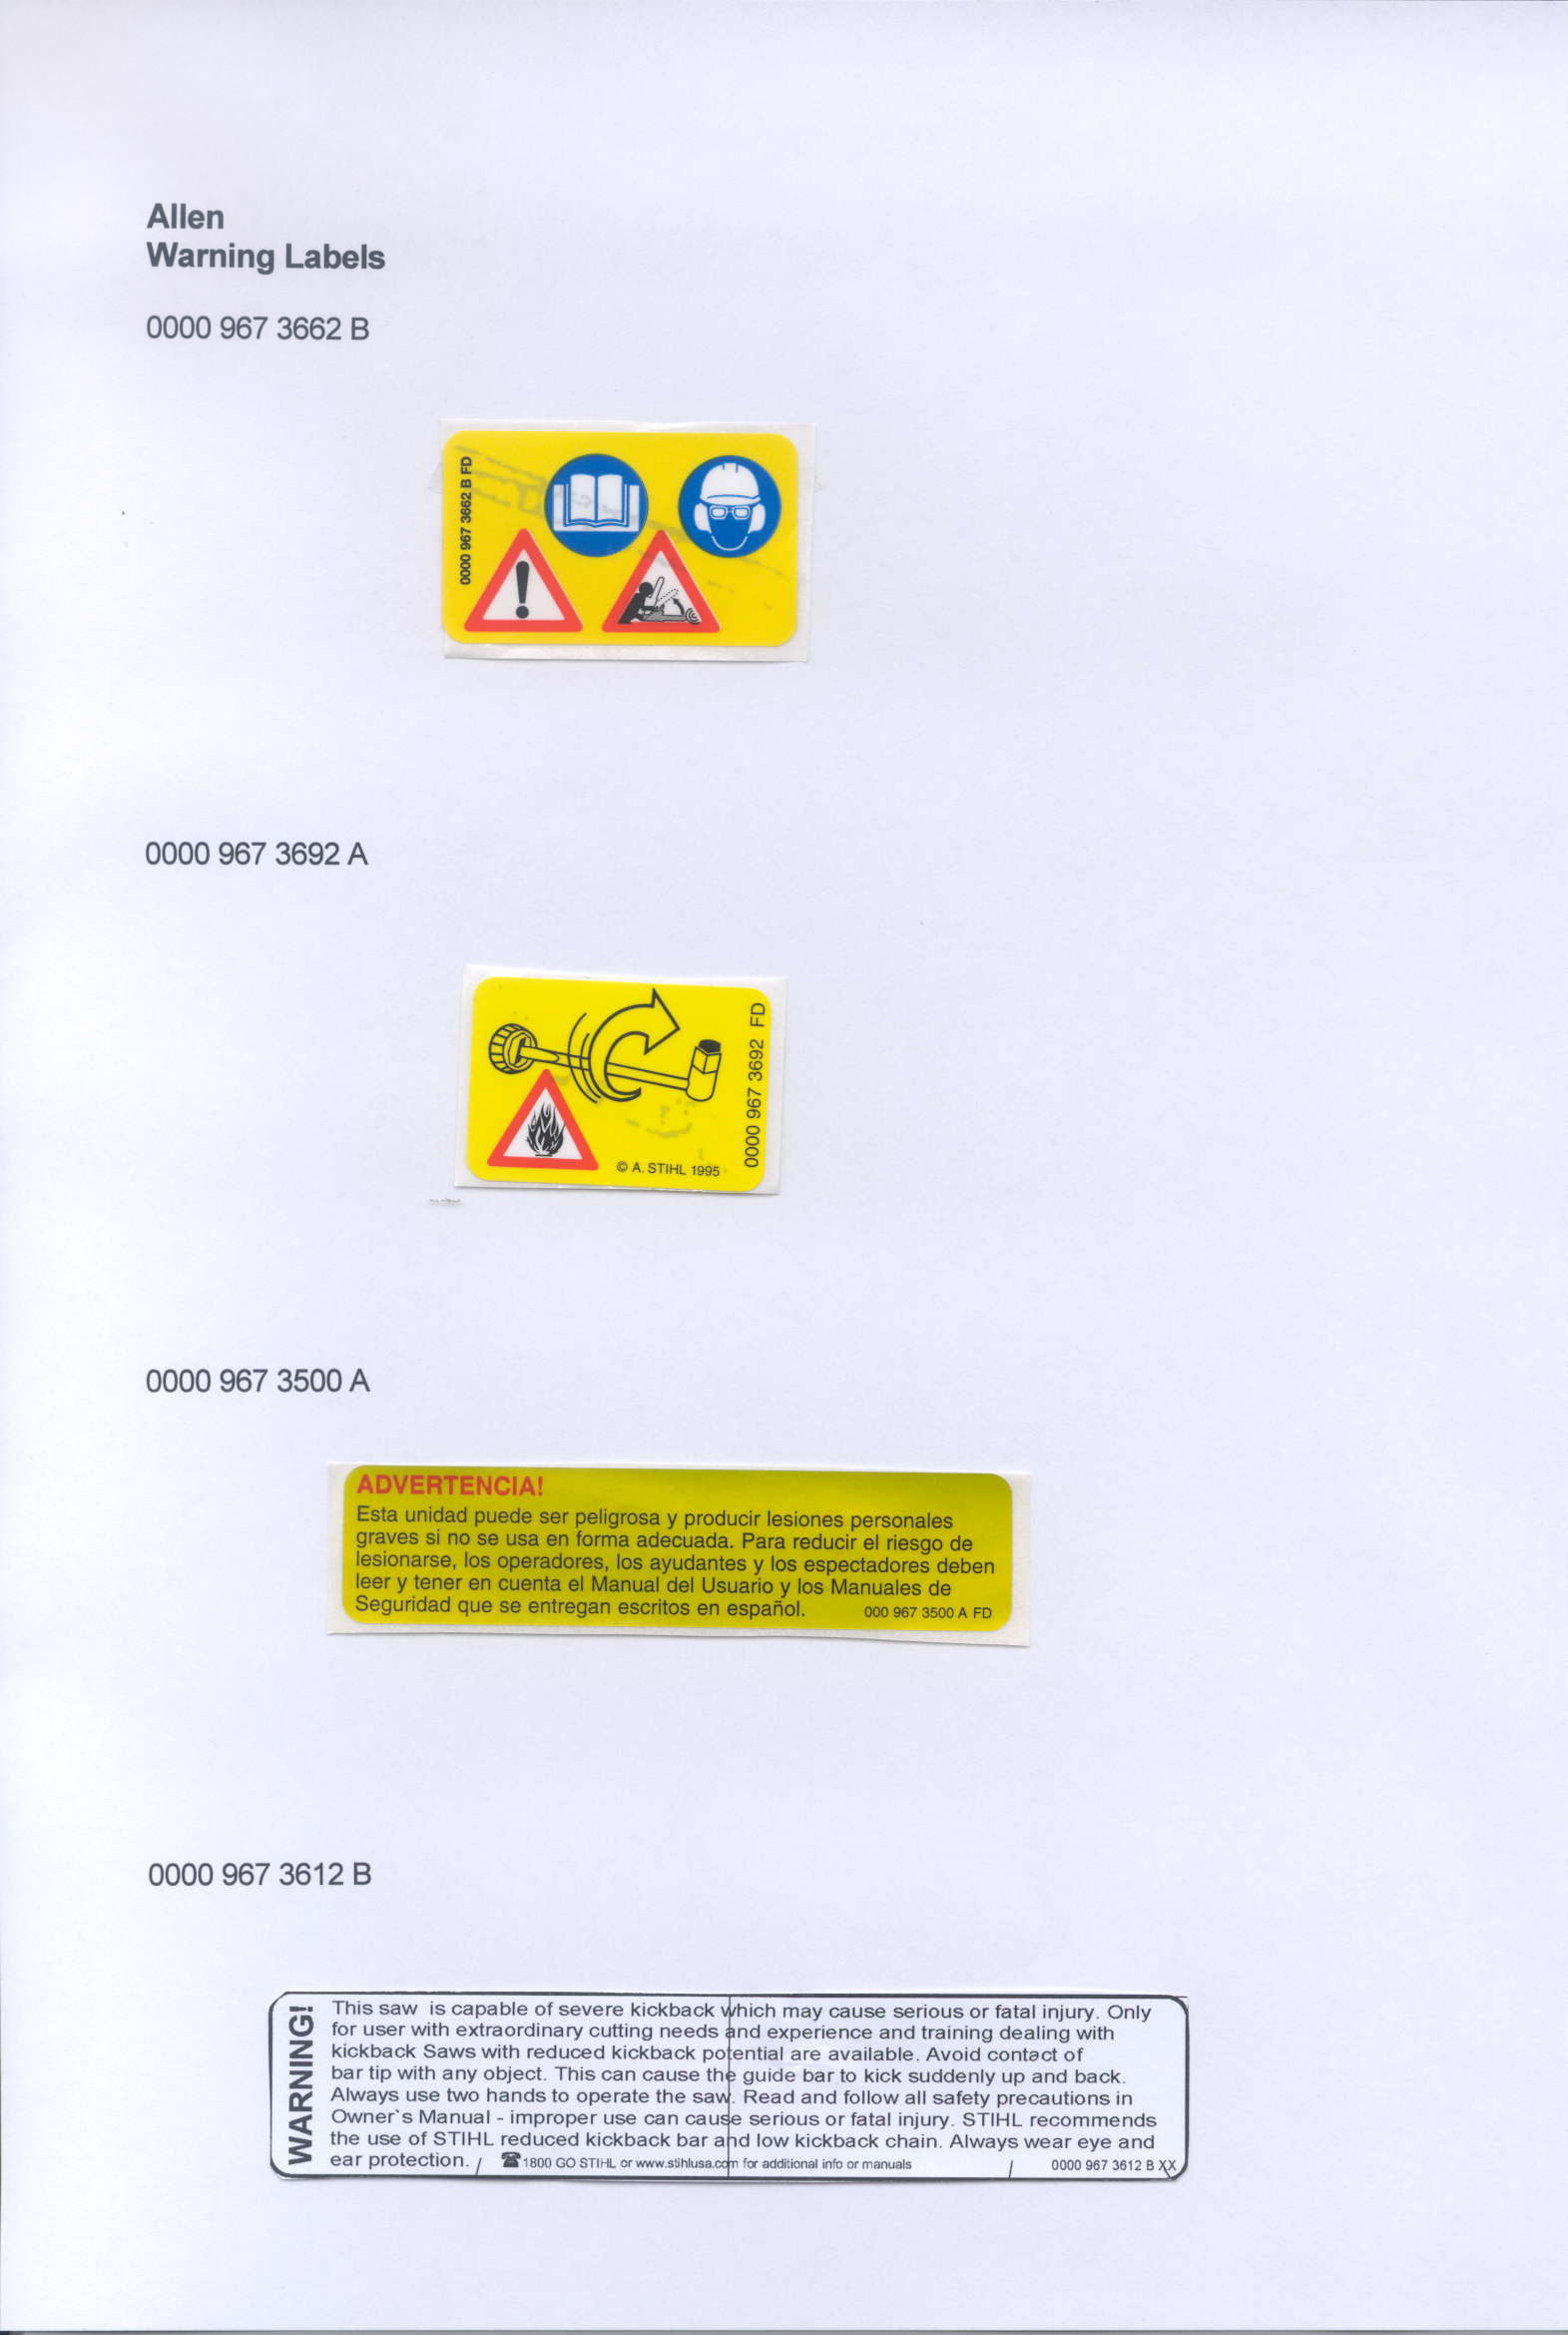 Allen
Warning Labels
0000 967 3662 B
0000 967 3662 B FD
0000 967 3692 A
0000 967 3692 FD
© A. STIHL 1995
0000 967 3500 A
ADVERTENCIA!
Esta unidad puede ser peligrosa y producir lesiones personales
graves si no se usa en forma adecuada. Para reducir el riesgo de
lesionarse, los operadores, los ayudantes y los espectadores deben
leer y tener en cuenta el Manual del Usuario y los Manuales de
Seguridad que se entregan escritos en español. 000 967 3500 A FD
0000 967 3612 B
WARNING!
This saw is capable of severe kickback which may cause serious or fatal injury. Only
for user with extraordinary cutting needs and experience and training dealing with
kickback Saws with reduced kickback potential are available. Avoid contact of
bar tip with any object. This can cause the guide bar to kick suddenly up and back.
Always use two hands to operate the saw. Read and follow all safety precautions in
Owner`s Manual - improper use can cause serious or fatal injury. STIHL recommends
the use of STIHL reduced kickback bar and low kickback chain. Always wear eye and
ear protection. / ☎1800 GO STIHL or www.stihlusa.com for additional info or manuals / 0000 967 3612 B XX